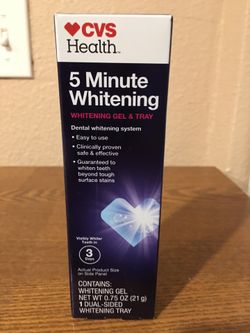 CVS
Health™
5 Minute
Whitening
WHITENING GEL & TRAY
Dental whitening system
• Easy to use
• Clinically proven
safe & effective
• Guaranteed to
whiten teeth
beyond tough
surface stains
Visibly Whiter
Teeth in
3
Days
Actual Product Size
on Side Panel
CONTAINS:
WHITENING GEL
NET WT 0.75 OZ (21 g)
1 DUAL-SIDED
WHITENING TRAY